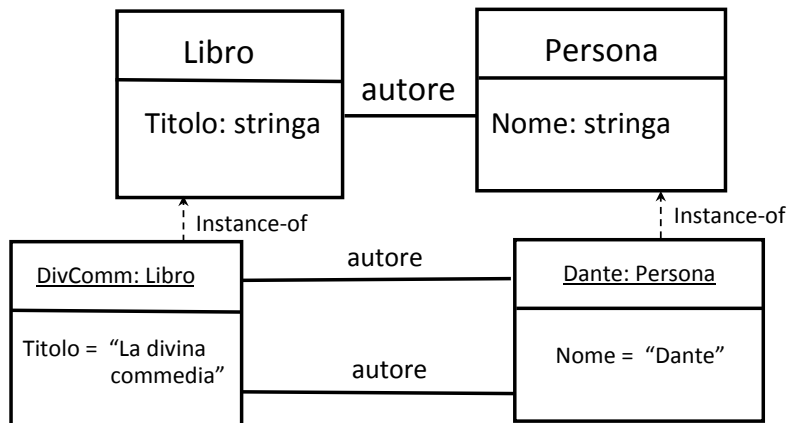 Libro
Persona
autore
Titolo: stringa
Nome: stringa
Instance-of
Instance-of
DivComm: Libro
autore
Dante: Persona
Titolo = “La divina
commedia”
Nome = “Dante”
autore